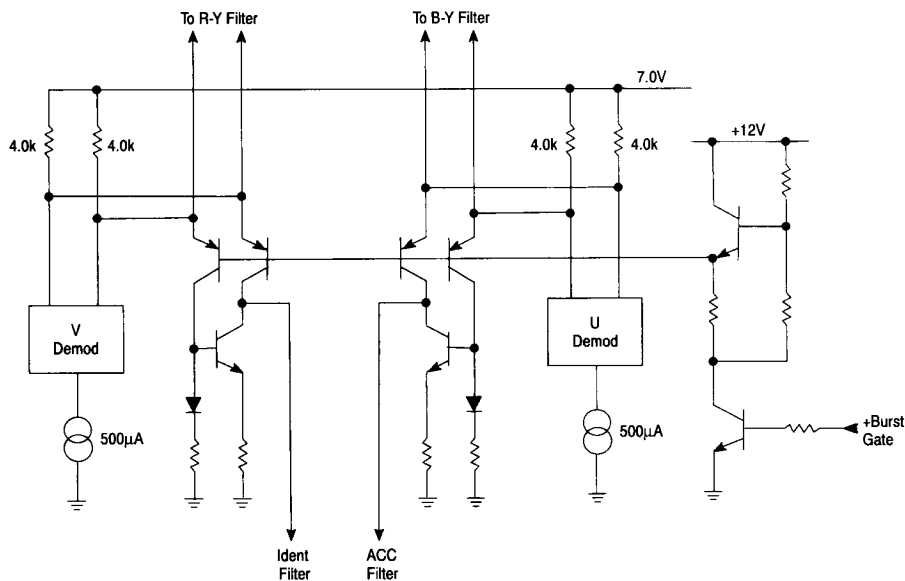 To R-Y Filter
To B-Y Filter
7.0V
4.0k
4.0k
4.0k
4.0k
+12V
V
Demod
U
Demod
500µA
500µA
+Burst
Gate
Ident
Filter
ACC
Filter